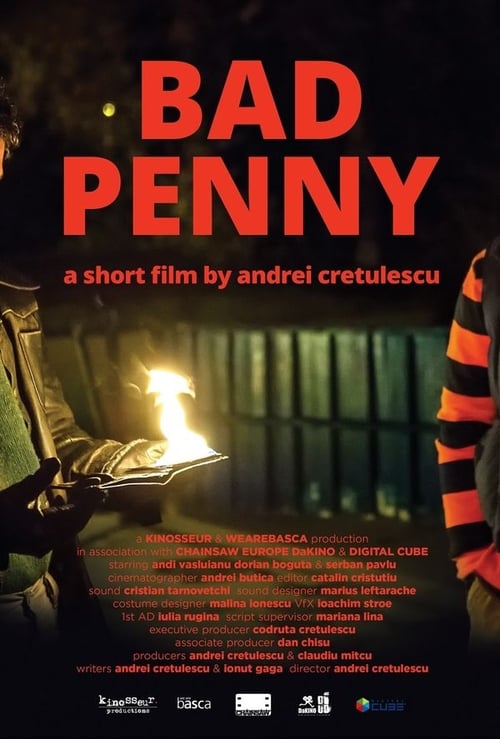 BAD
PENNY
a short film by andrei cretulescu
a KINOSSEUR & WEAREBASCA production
in association with CHAINSAW EUROPE DaKINO & DIGITAL CUBE
starring andi vasluianu dorian boguta & serban pavlu
cinematographer andrei butica editor catalin cristutiu
sound cristian tarnovetchi sound designer marius leftarache
costume designer malina ionescu VfX ioachim stroe
1st AD iulia rugina script supervisor mariana lina
executive producer codruta cretulescu
associate producer dan chisu
producers andrei cretulescu & claudiu mitcu
writers andrei cretulescu & ionut gaga director andrei cretulescu
kinosseur
productions
basca
CHAINSAW
DaKINO
DIGITAL
CUBE